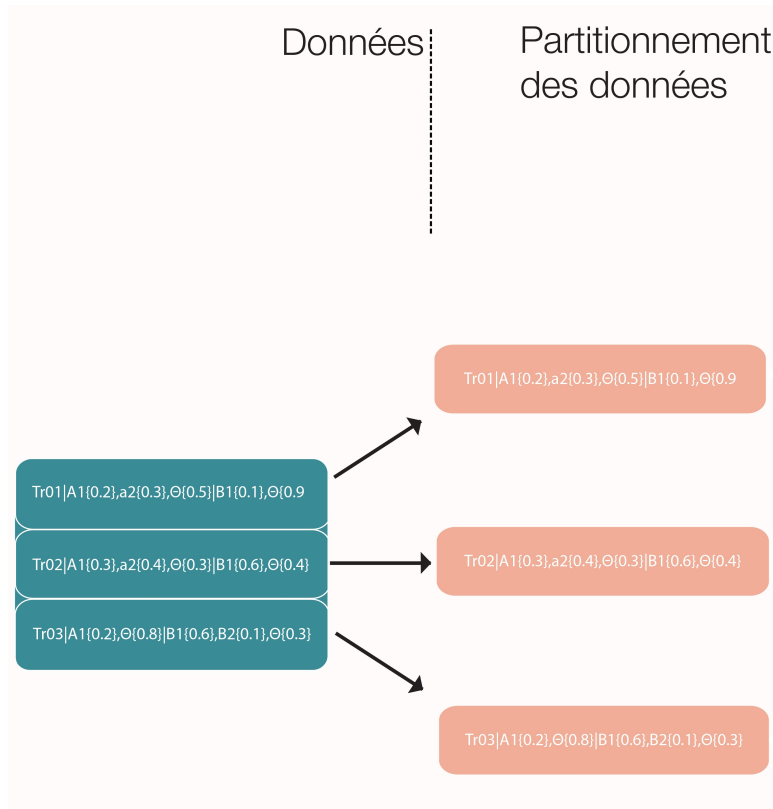 Données
Partitionnement
des données
Tr01|A1{0.2},a2{0.3},Θ{0.5}|B1{0.1},Θ{0.9
Tr02|A1{0.3},a2{0.4},Θ{0.3}|B1{0.6},Θ{0.4}
Tr03|A1{0.2},Θ{0.8}|B1{0.6},B2{0.1},Θ{0.3}
Tr01|A1{0.2},a2{0.3},Θ{0.5}|B1{0.1},Θ{0.9
Tr02|A1{0.3},a2{0.4},Θ{0.3}|B1{0.6},Θ{0.4}
Tr03|A1{0.2},Θ{0.8}|B1{0.6},B2{0.1},Θ{0.3}